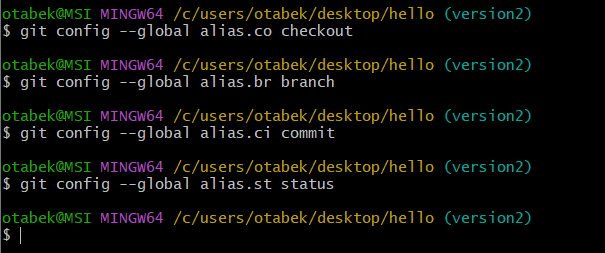 otabek@MSI MINGW64 /c/users/otabek/desktop/hello (version2)
$ git config --global alias.co checkout
otabek@MSI MINGW64 /c/users/otabek/desktop/hello (version2)
$ git config --global alias.br branch
otabek@MSI MINGW64 /c/users/otabek/desktop/hello (version2)
$ git config --global alias.ci commit
otabek@MSI MINGW64 /c/users/otabek/desktop/hello (version2)
$ git config --global alias.st status
otabek@MSI MINGW64 /c/users/otabek/desktop/hello (version2)
$